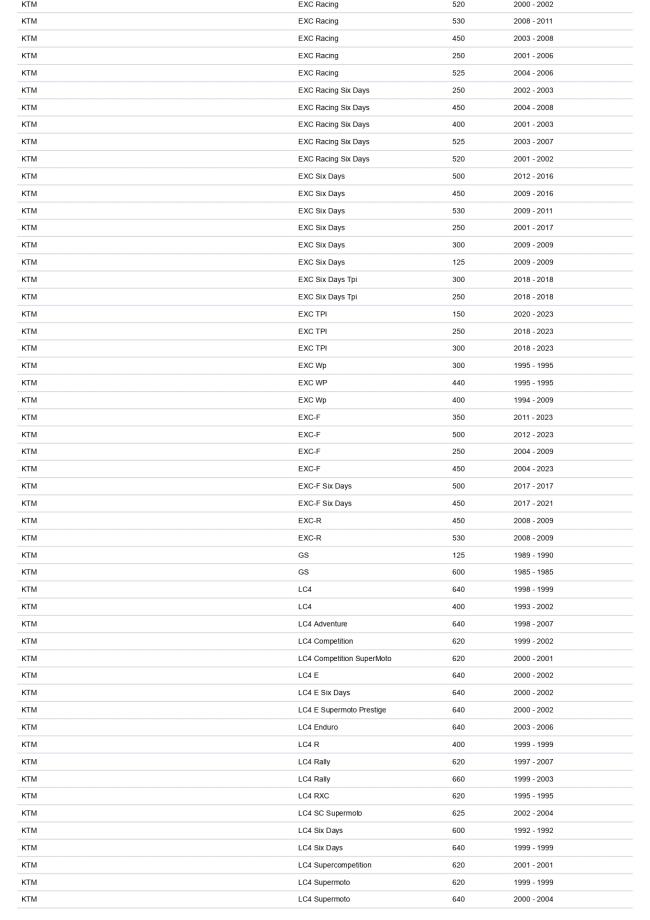 KTM EXC Racing 520 2000 - 2002
KTM EXC Racing 530 2008 - 2011
KTM EXC Racing 450 2003 - 2008
KTM EXC Racing 250 2001 - 2006
KTM EXC Racing 525 2004 - 2006
KTM EXC Racing Six Days 250 2002 - 2003
KTM EXC Racing Six Days 450 2004 - 2008
KTM EXC Racing Six Days 400 2001 - 2003
KTM EXC Racing Six Days 525 2003 - 2007
KTM EXC Racing Six Days 520 2001 - 2002
KTM EXC Six Days 500 2012 - 2016
KTM EXC Six Days 450 2009 - 2016
KTM EXC Six Days 530 2009 - 2011
KTM EXC Six Days 250 2001 - 2017
KTM EXC Six Days 300 2009 - 2009
KTM EXC Six Days 125 2009 - 2009
KTM EXC Six Days Tpi 300 2018 - 2018
KTM EXC Six Days Tpi 250 2018 - 2018
KTM EXC TPI 150 2020 - 2023
KTM EXC TPI 250 2018 - 2023
KTM EXC TPI 300 2018 - 2023
KTM EXC Wp 300 1995 - 1995
KTM EXC WP 440 1995 - 1995
KTM EXC Wp 400 1994 - 2009
KTM EXC-F 350 2011 - 2023
KTM EXC-F 500 2012 - 2023
KTM EXC-F 250 2004 - 2009
KTM EXC-F 450 2004 - 2023
KTM EXC-F Six Days 500 2017 - 2017
KTM EXC-F Six Days 450 2017 - 2021
KTM EXC-R 450 2008 - 2009
KTM EXC-R 530 2008 - 2009
KTM GS 125 1989 - 1990
KTM GS 600 1985 - 1985
KTM LC4 640 1998 - 1999
KTM LC4 400 1993 - 2002
KTM LC4 Adventure 640 1998 - 2007
KTM LC4 Competition 620 1999 - 2002
KTM LC4 Competition SuperMoto 620 2000 - 2001
KTM LC4 E 640 2000 - 2002
KTM LC4 E Six Days 640 2000 - 2002
KTM LC4 E Supermoto Prestige 640 2000 - 2002
KTM LC4 Enduro 640 2003 - 2006
KTM LC4 R 400 1999 - 1999
KTM LC4 Rally 620 1997 - 2007
KTM LC4 Rally 660 1999 - 2003
KTM LC4 RXC 620 1995 - 1995
KTM LC4 SC Supermoto 625 2002 - 2004
KTM LC4 Six Days 600 1992 - 1992
KTM LC4 Six Days 640 1999 - 1999
KTM LC4 Supercompetition 620 2001 - 2001
KTM LC4 Supermoto 620 1999 - 1999
KTM LC4 Supermoto 640 2000 - 2004